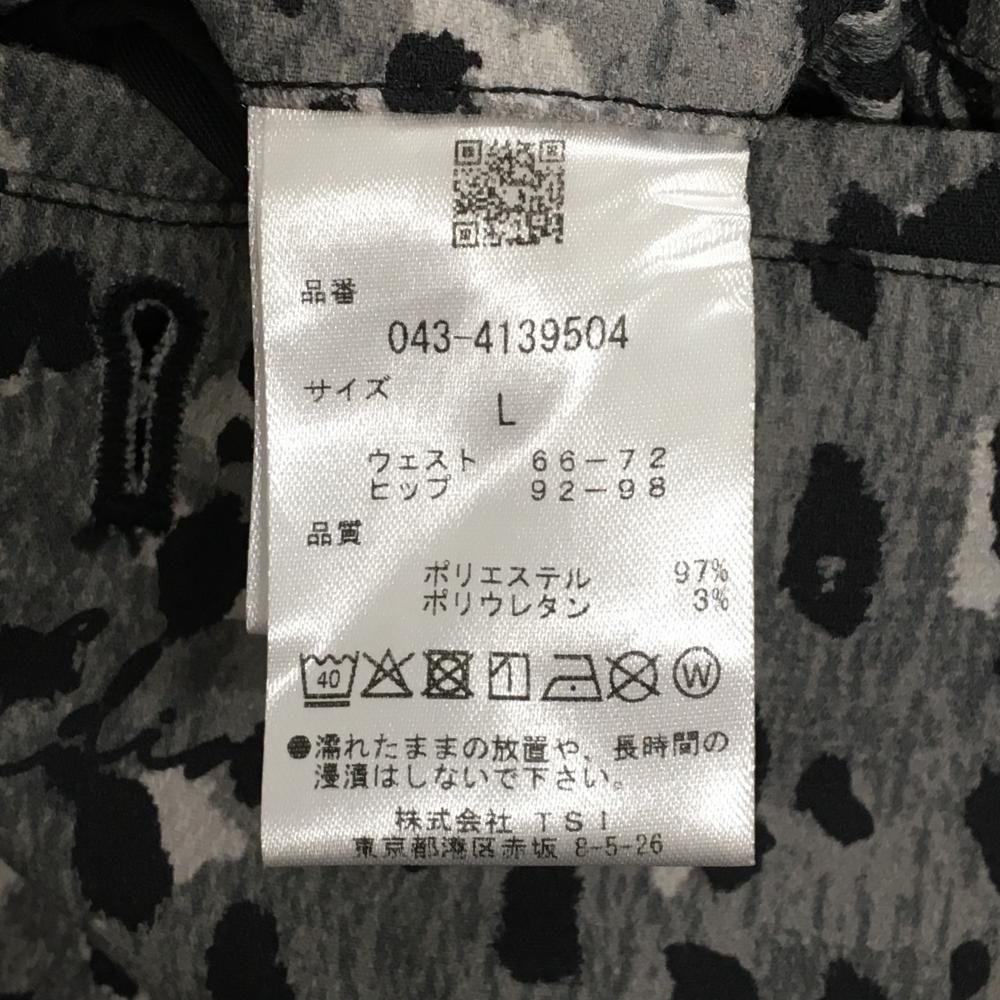 品番
043-4139504
サイズ
L
ウェスト 66-72
ヒップ 92-98
品質
ポリエステル 97%
ポリウレタン 3%
40 W
●濡れたままの放置や、長時間の
浸漬はしないで下さい。
株式会社 TSI
東京都港区赤坂 8-5-26